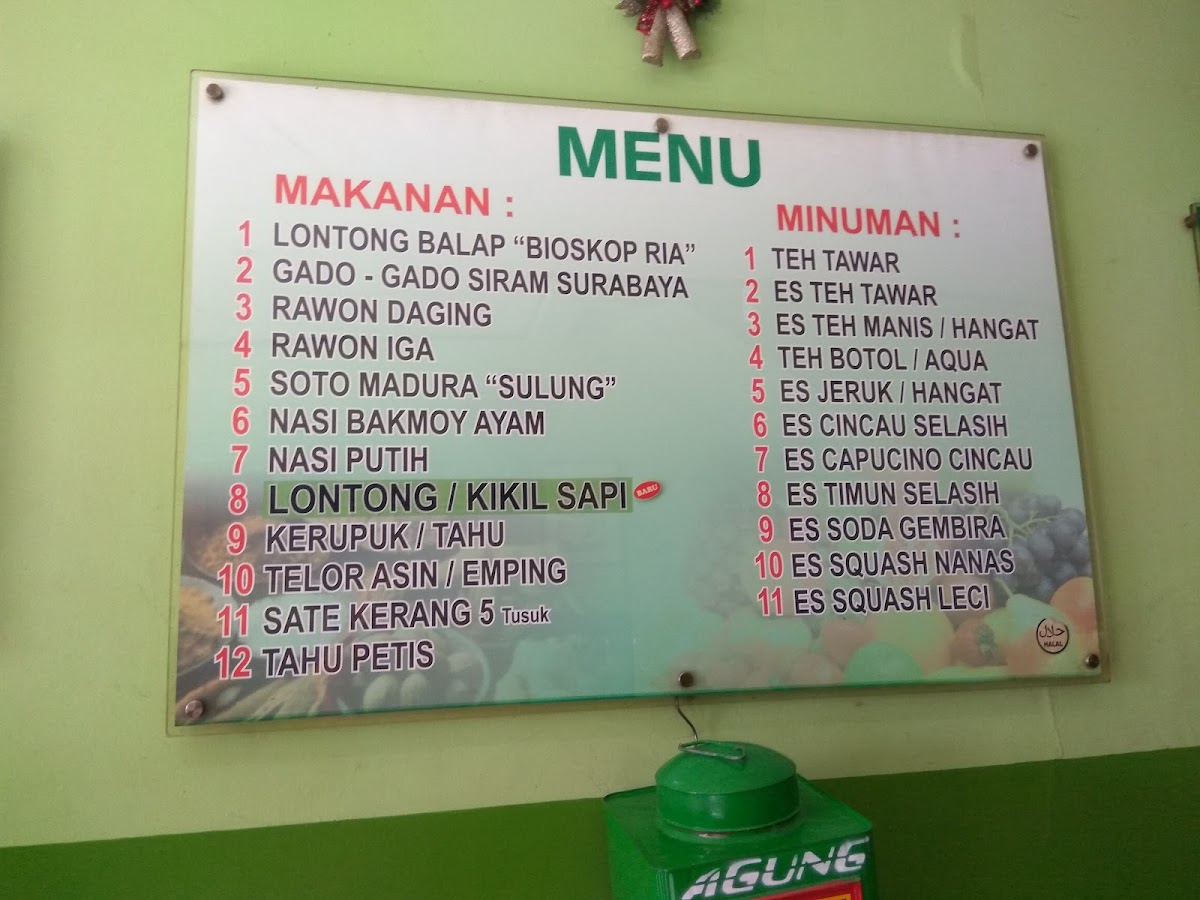 MENU
MAKANAN :
1 LONTONG BALAP “BIOSKOP RIA”
2 GADO - GADO SIRAM SURABAYA
3 RAWON DAGING
4 RAWON IGA
5 SOTO MADURA “SULUNG”
6 NASI BAKMOY AYAM
7 NASI PUTIH
8 LONTONG / KIKIL SAPI BARU
9 KERUPUK / TAHU
10 TELOR ASIN / EMPING
11 SATE KERANG 5 Tusuk
12 TAHU PETIS
MINUMAN :
1 TEH TAWAR
2 ES TEH TAWAR
3 ES TEH MANIS / HANGAT
4 TEH BOTOL / AQUA
5 ES JERUK / HANGAT
6 ES CINCAU SELASIH
7 ES CAPUCINO CINCAU
8 ES TIMUN SELASIH
9 ES SODA GEMBIRA
10 ES SQUASH NANAS
11 ES SQUASH LECI
حلال
HALAL
AGUNG